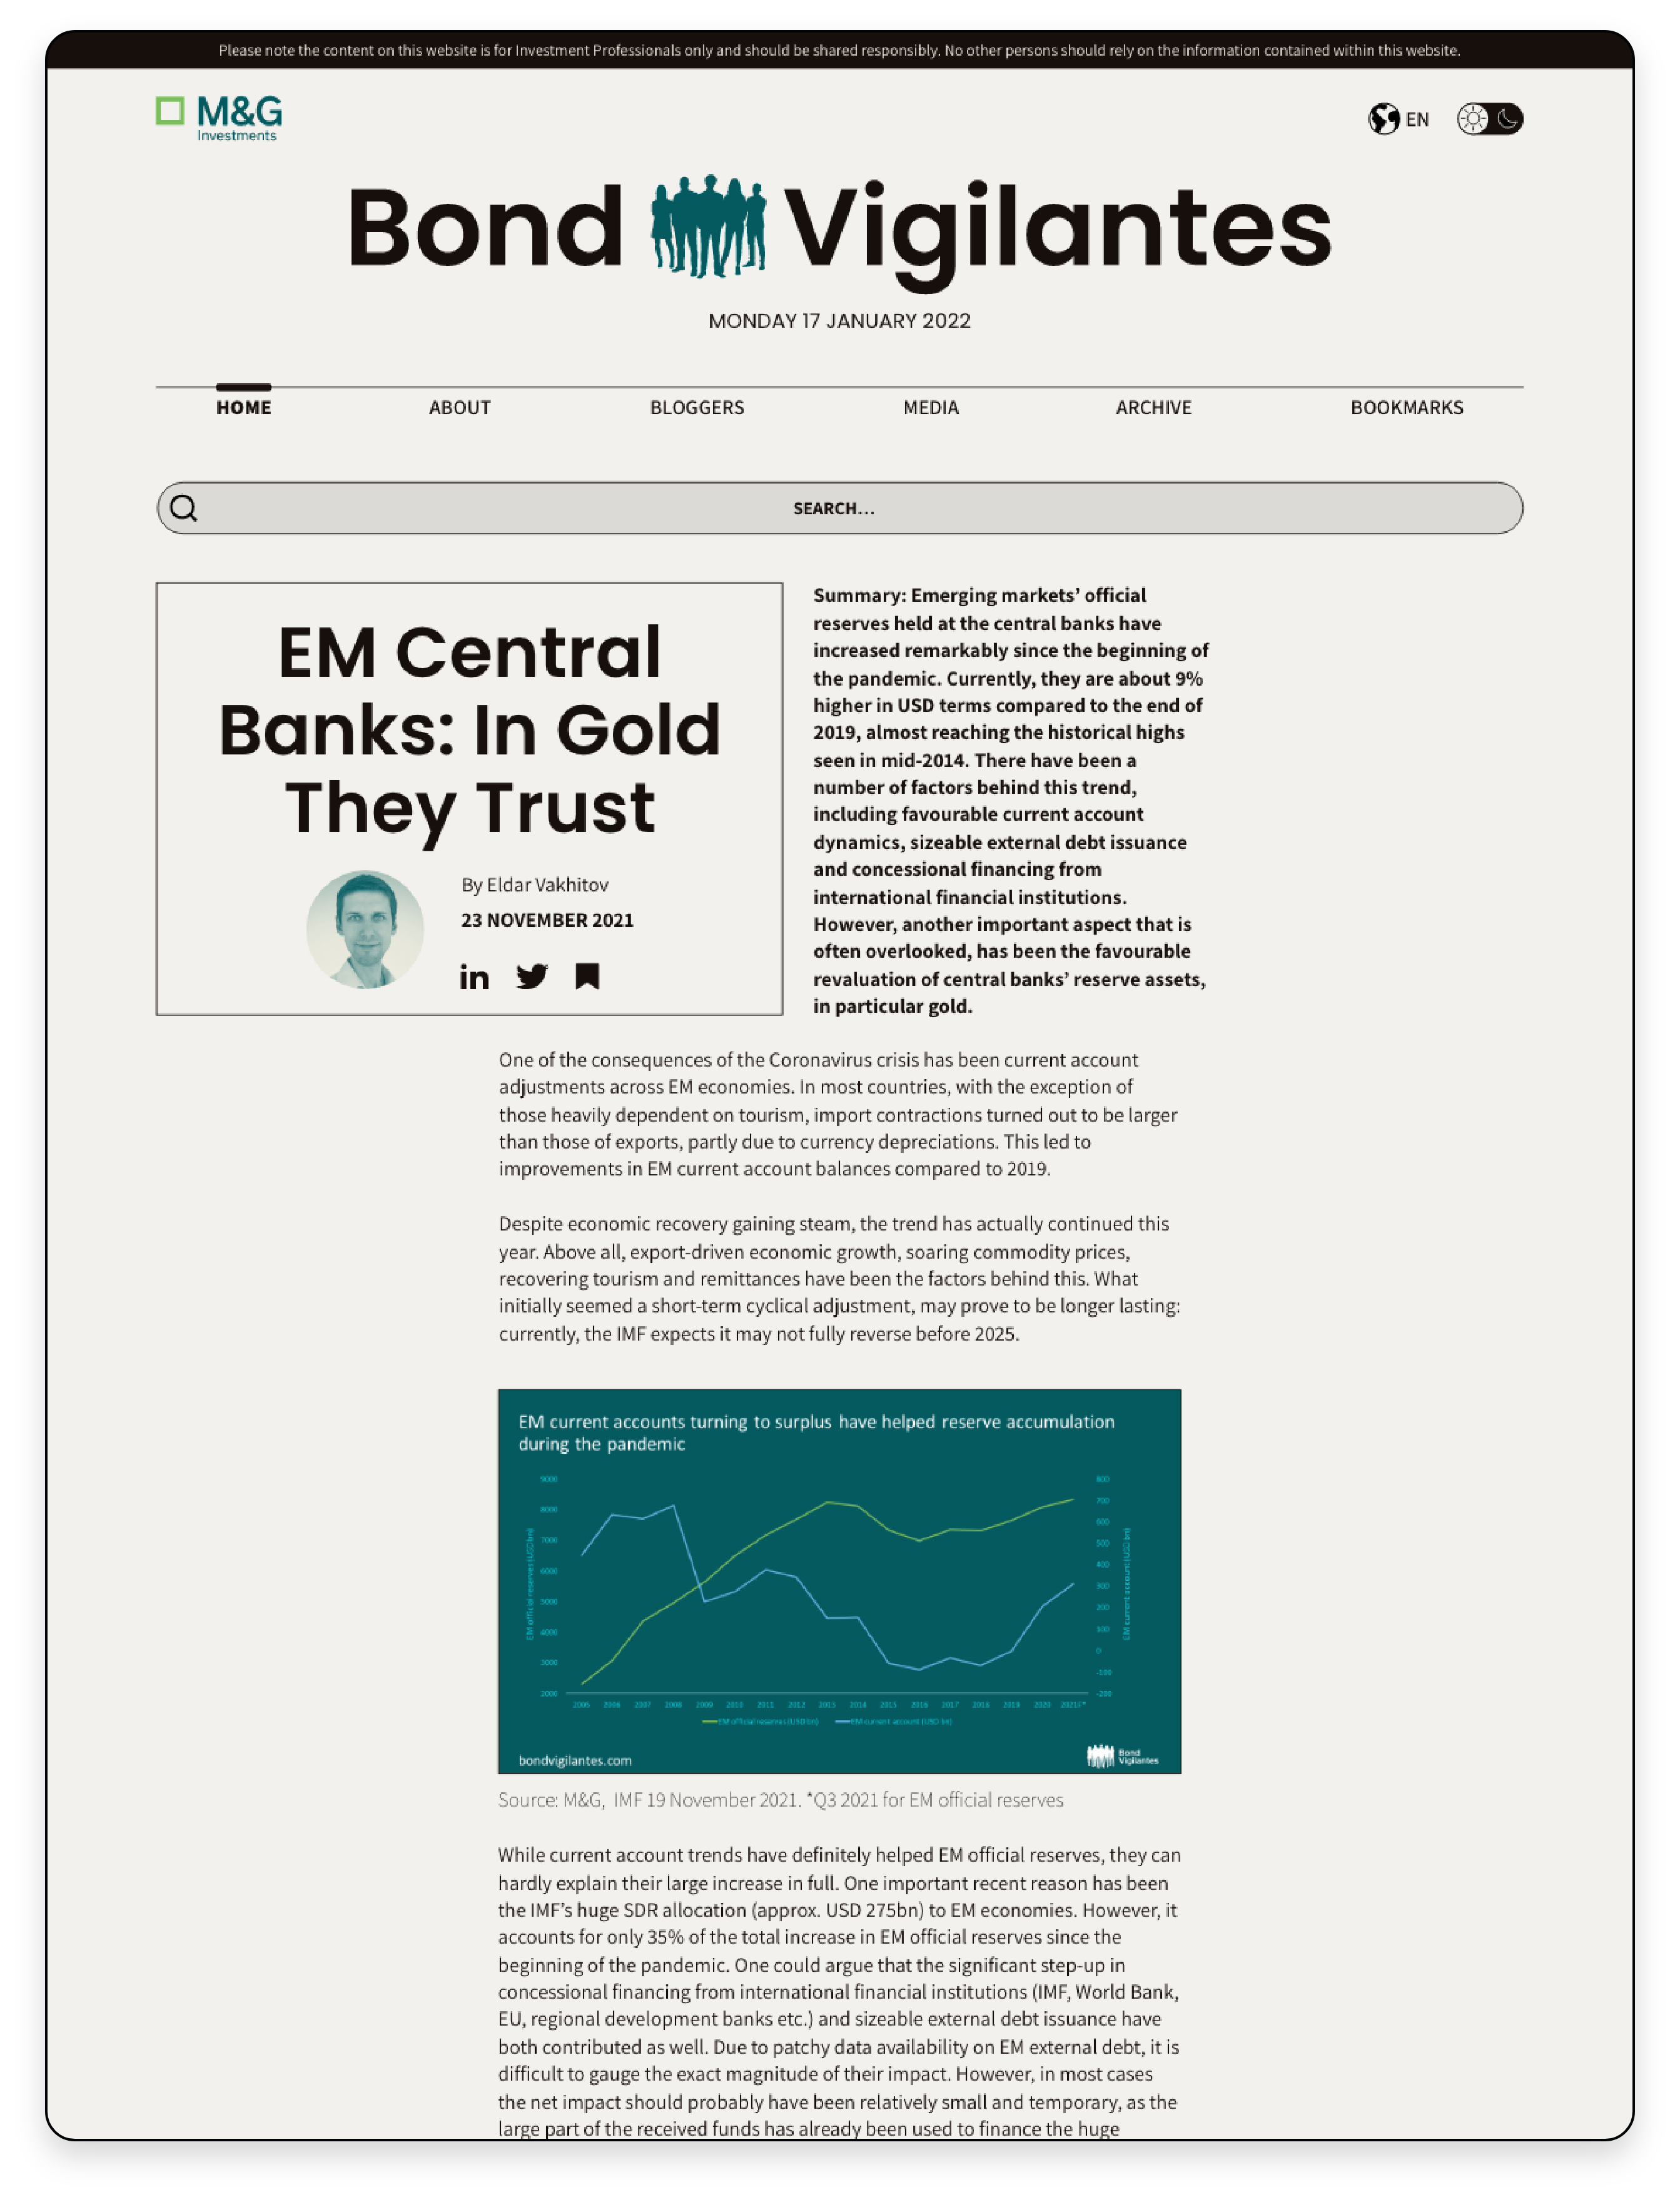 Please note the content on this website is for Investment Professionals only and should be shared responsibly. No other persons should rely on the information contained within this website.
M&G
Investments
EN
Bond Vigilantes
MONDAY 17 JANUARY 2022
HOME ABOUT BLOGGERS MEDIA ARCHIVE BOOKMARKS
SEARCH...
EM Central
Banks: In Gold
They Trust
By Eldar Vakhitov
23 NOVEMBER 2021
in
Summary: Emerging markets’ official
reserves held at the central banks have
increased remarkably since the beginning of
the pandemic. Currently, they are about 9%
higher in USD terms compared to the end of
2019, almost reaching the historical highs
seen in mid-2014. There have been a
number of factors behind this trend,
including favourable current account
dynamics, sizeable external debt issuance
and concessional financing from
international financial institutions.
However, another important aspect that is
often overlooked, has been the favourable
revaluation of central banks’ reserve assets,
in particular gold.
One of the consequences of the Coronavirus crisis has been current account
adjustments across EM economies. In most countries, with the exception of
those heavily dependent on tourism, import contractions turned out to be larger
than those of exports, partly due to currency depreciations. This led to
improvements in EM current account balances compared to 2019.
Despite economic recovery gaining steam, the trend has actually continued this
year. Above all, export-driven economic growth, soaring commodity prices,
recovering tourism and remittances have been the factors behind this. What
initially seemed a short-term cyclical adjustment, may prove to be longer lasting:
currently, the IMF expects it may not fully reverse before 2025.
EM current accounts turning to surplus have helped reserve accumulation
during the pandemic
EM official reserves (USD bn)
9000
8000
7000
6000
5000
4000
3000
2000
800
700
600
500
400
300
200
100
0
-100
-200
EM current account (USD bn)
2005 2006 2007 2008 2009 2010 2011 2012 2013 2014 2015 2016 2017 2018 2019 2020 2021F*
EM official reserves (USD bn) EM current account (USD bn)
bondvigilantes.com
Bond
Vigilantes
Source: M&G, IMF 19 November 2021. *Q3 2021 for EM official reserves
While current account trends have definitely helped EM official reserves, they can
hardly explain their large increase in full. One important recent reason has been
the IMF’s huge SDR allocation (approx. USD 275bn) to EM economies. However, it
accounts for only 35% of the total increase in EM official reserves since the
beginning of the pandemic. One could argue that the significant step-up in
concessional financing from international financial institutions (IMF, World Bank,
EU, regional development banks etc.) and sizeable external debt issuance have
both contributed as well. Due to patchy data availability on EM external debt, it is
difficult to gauge the exact magnitude of their impact. However, in most cases
the net impact should probably have been relatively small and temporary, as the
large part of the received funds has already been used to finance the huge